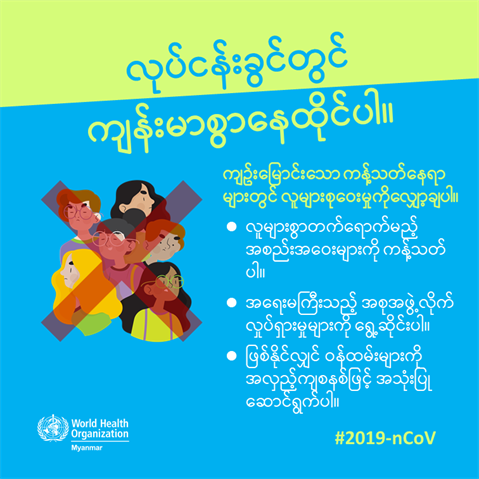 လုပ်ငန်းခွင်တွင်
ကျန်းမာစွာနေထိုင်ပါ။
ကျဉ်းမြောင်းသော ကန့်သတ်နေရာ
များတွင် လူများစုဝေးမှုကိုလျှော့ချပါ။
● လူများစွာတက်ရောက်မည့်
အစည်းအဝေးများကို ကန့်သတ်
ပါ။
● အရေးမကြီးသည့် အစုအဖွဲ့လိုက်
လှုပ်ရှားမှုများကို ရွှေ့ဆိုင်းပါ။
● ဖြစ်နိုင်လျှင် ဝန်ထမ်းများကို
အလှည့်ကျစနစ်ဖြင့် အသုံးပြု
ဆောင်ရွက်ပါ။
World Health
Organization
Myanmar
#2019-nCoV